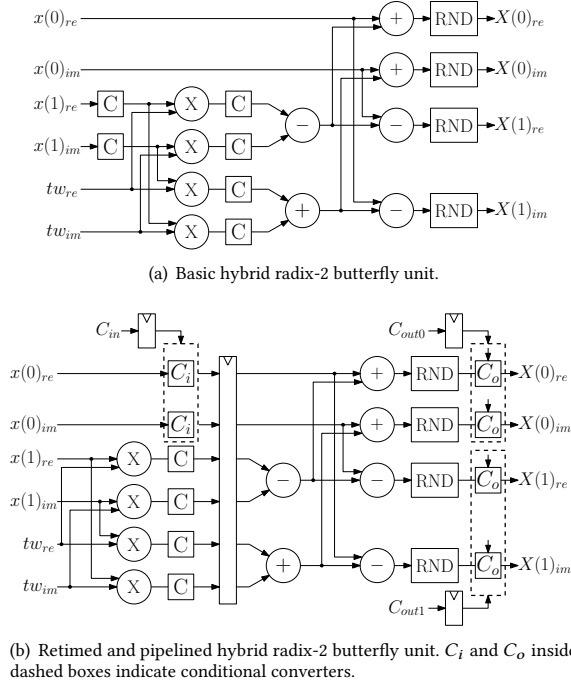 x(0)re + RND X(0)re
x(0)im + RND X(0)im
x(1)re C X C − − RND X(1)re
x(1)im C X C
twre X C + − RND X(1)im
twim X C
(a) Basic hybrid radix-2 butterfly unit.
Cin Cout0
x(0)re Ci + RND Co X(0)re
x(0)im Ci + RND Co X(0)im
x(1)re X C − − RND Co X(1)re
x(1)im X C
twre X C + − RND Co X(1)im
twim X C
Cout1
(b) Retimed and pipelined hybrid radix-2 butterfly unit. Ci and Co inside
dashed boxes indicate conditional converters.